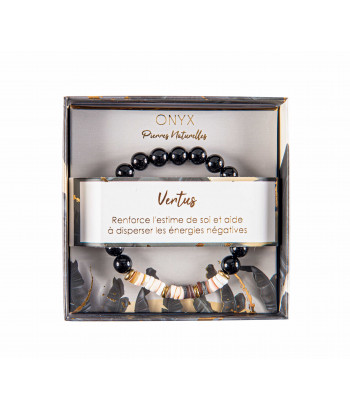 ONYX
Pierres Naturelles
Vertus
Renforce l'estime de soi et aide
à disperser les énergies négatives